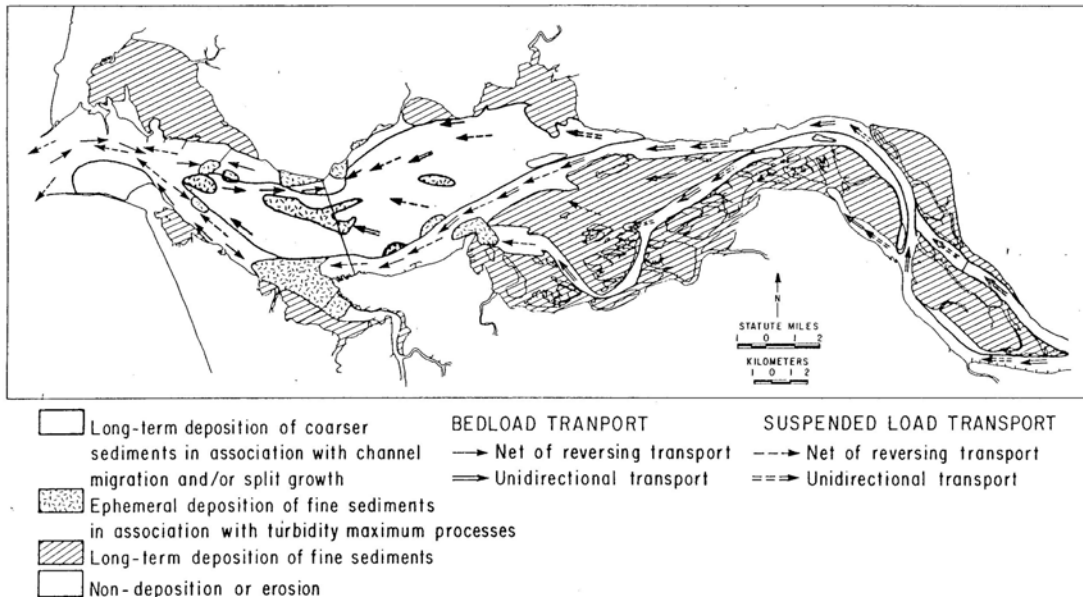 N
STATUTE MILES
1 0 1 2
KILOMETERS
1 0 1 2
Long-term deposition of coarser
sediments in association with channel
migration and/or split growth
Ephemeral deposition of fine sediments
in association with turbidity maximum processes
Long-term deposition of fine sediments
Non-deposition or erosion
BEDLOAD TRANPORT
Net of reversing transport
Unidirectional transport
SUSPENDED LOAD TRANSPORT
Net of reversing transport
Unidirectional transport